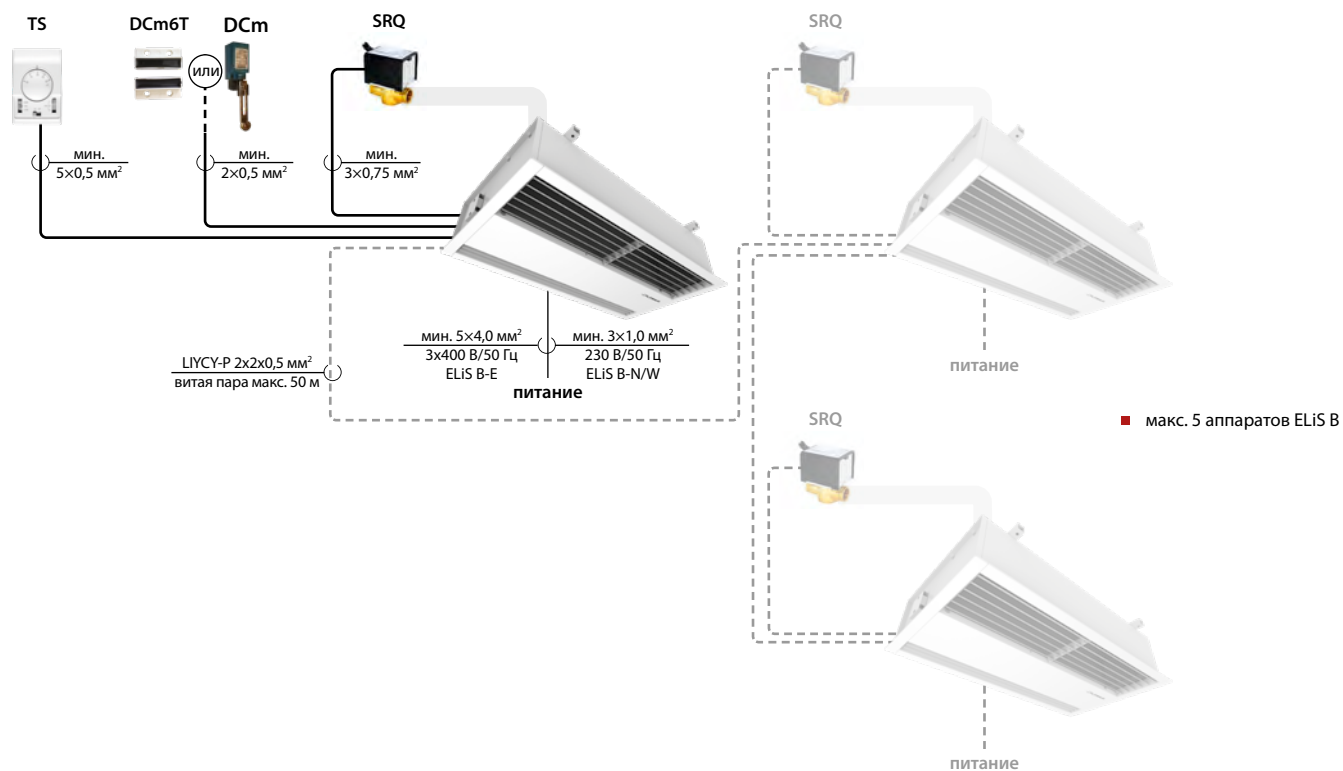 TS
DCm6T
DCm
SRQ
SRQ
или
мин.
5×0,5 мм²
мин.
2×0,5 мм²
мин.
3×0,75 мм²
мин. 5×4,0 мм²
3x400 В/50 Гц
ELiS B-E
мин. 3×1,0 мм²
230 В/50 Гц
ELiS B-N/W
питание
LIYCY-P 2x2x0,5 мм²
витая пара макс. 50 м
питание
SRQ
макс. 5 аппаратов ELiS B
питание